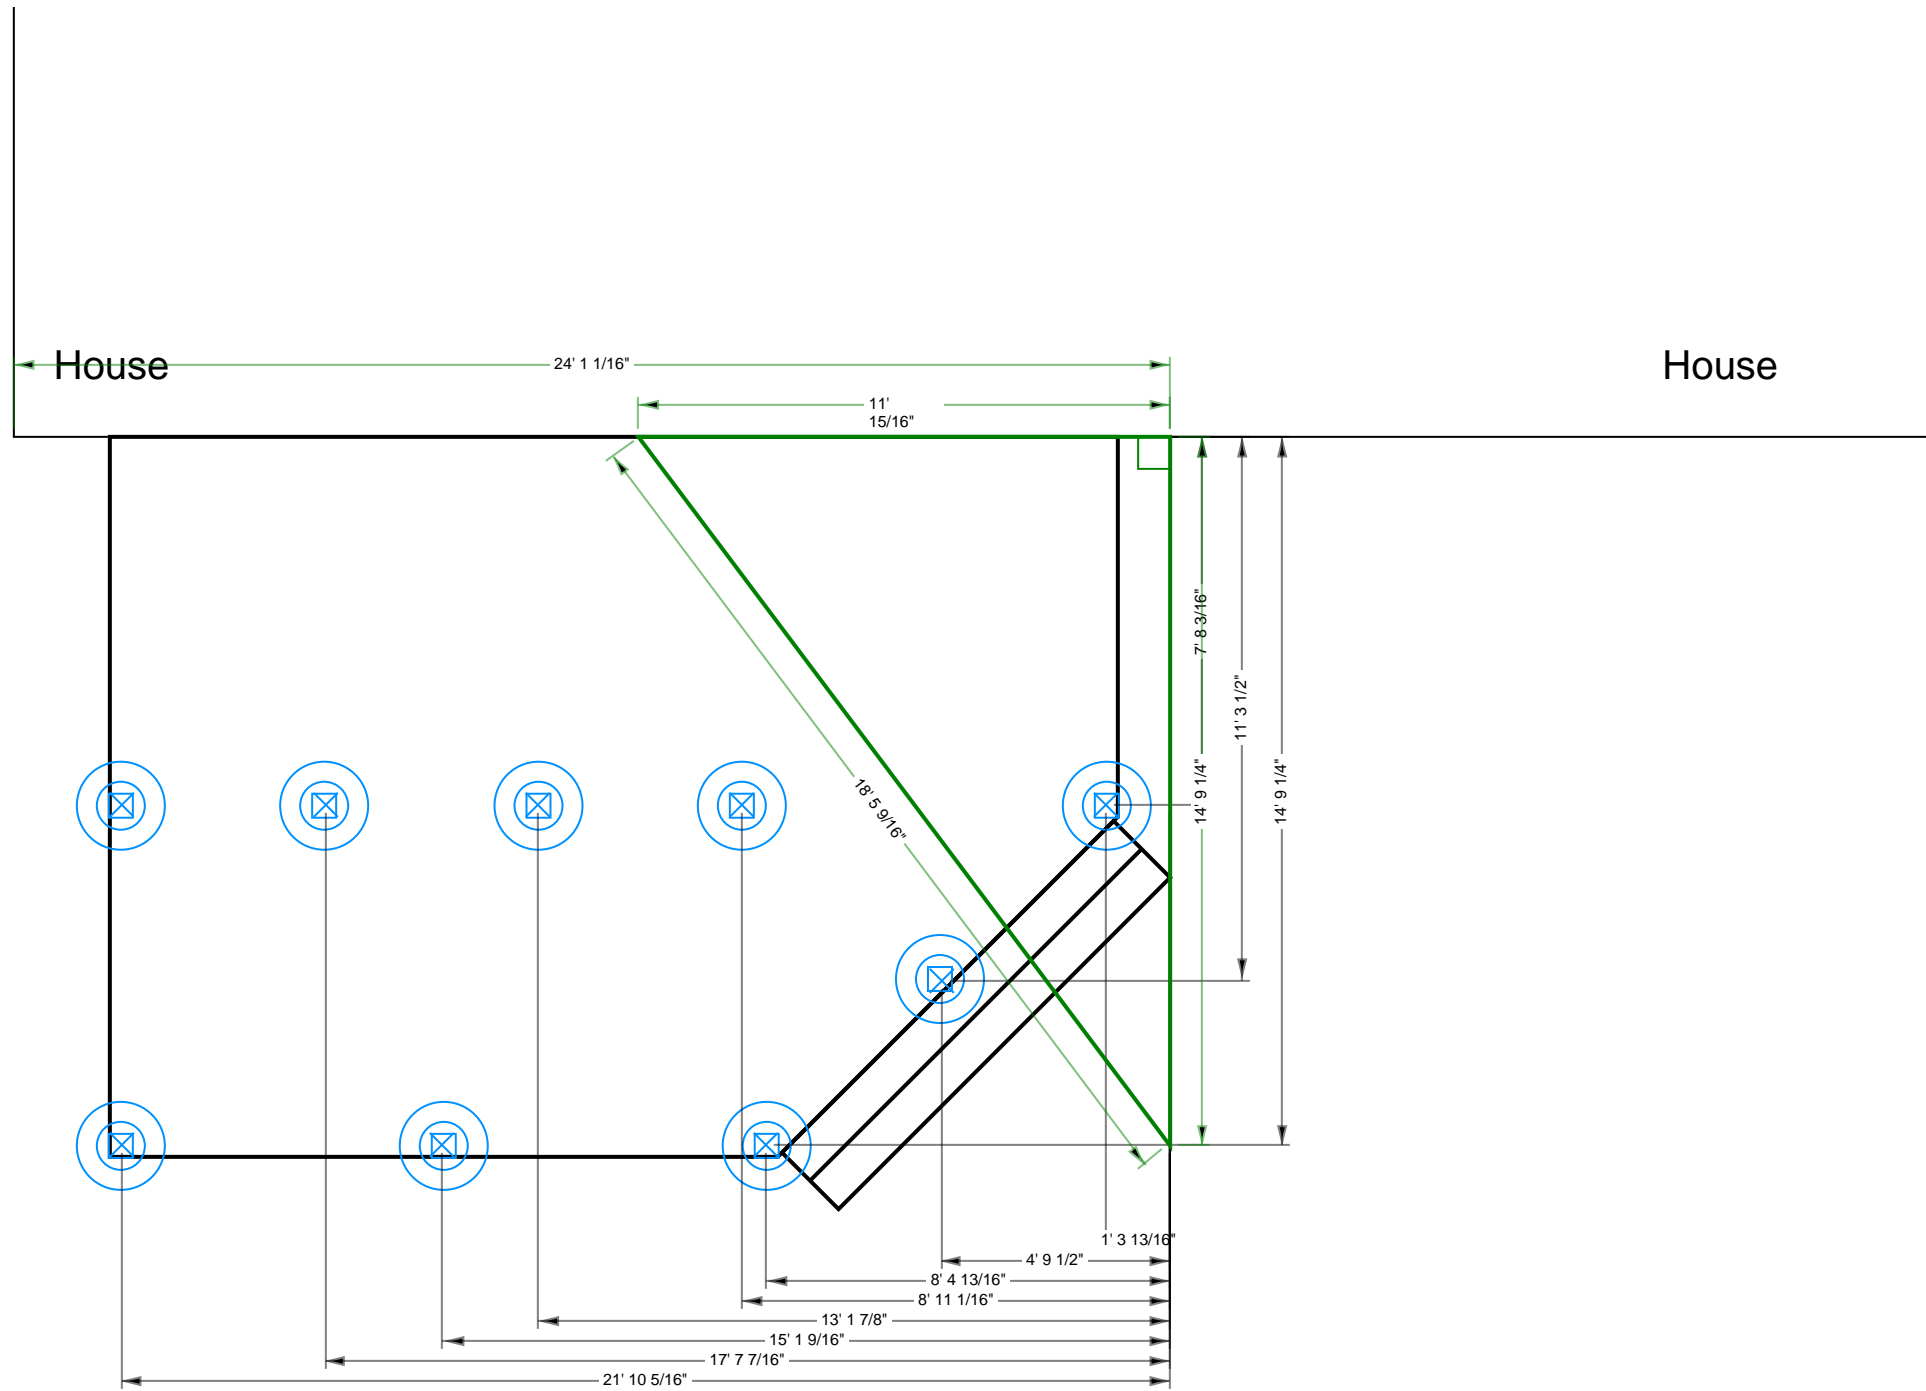 House
24' 1 1/16"
House
11'
15/16"
7' 8 3/16"
11' 3 1/2"
14' 9 1/4"
14' 9 1/4"
18' 5 9/16"
1' 3 13/16"
4' 9 1/2"
8' 4 13/16"
8' 11 1/16"
13' 1 7/8"
15' 1 9/16"
17' 7 7/16"
21' 10 5/16"